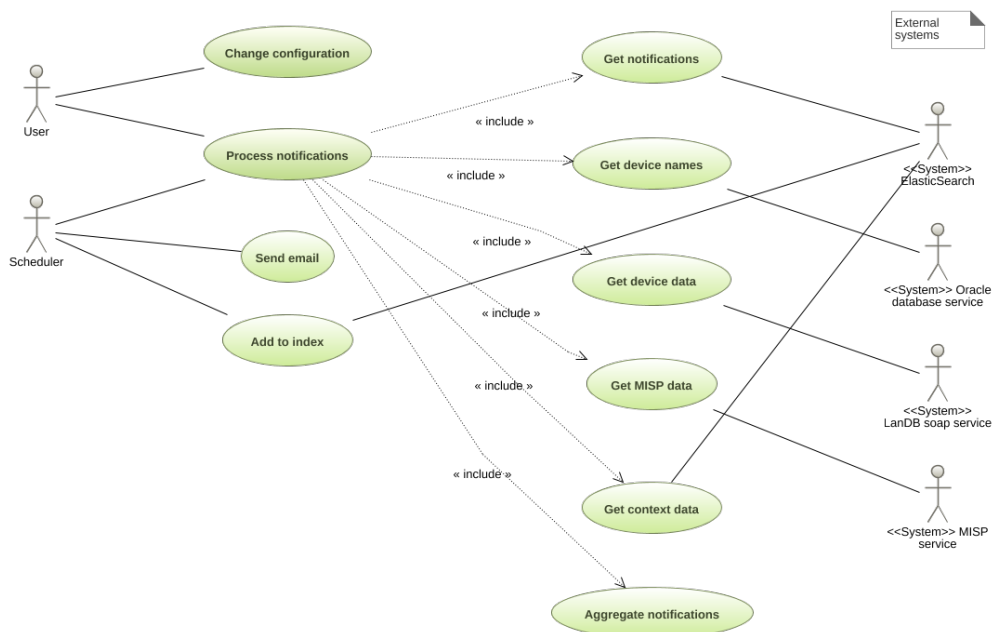 External
systems
Change configuration
Get notifications
User
« include »
Process notifications
Get device names
« include »
<<System>>
ElasticSearch
Scheduler
« include »
Send email
Get device data
<<System>> Oracle
database service
« include »
Add to index
« include »
Get MISP data
<<System>>
LanDB soap service
« include »
Get context data
<<System>> MISP
service
Aggregate notifications